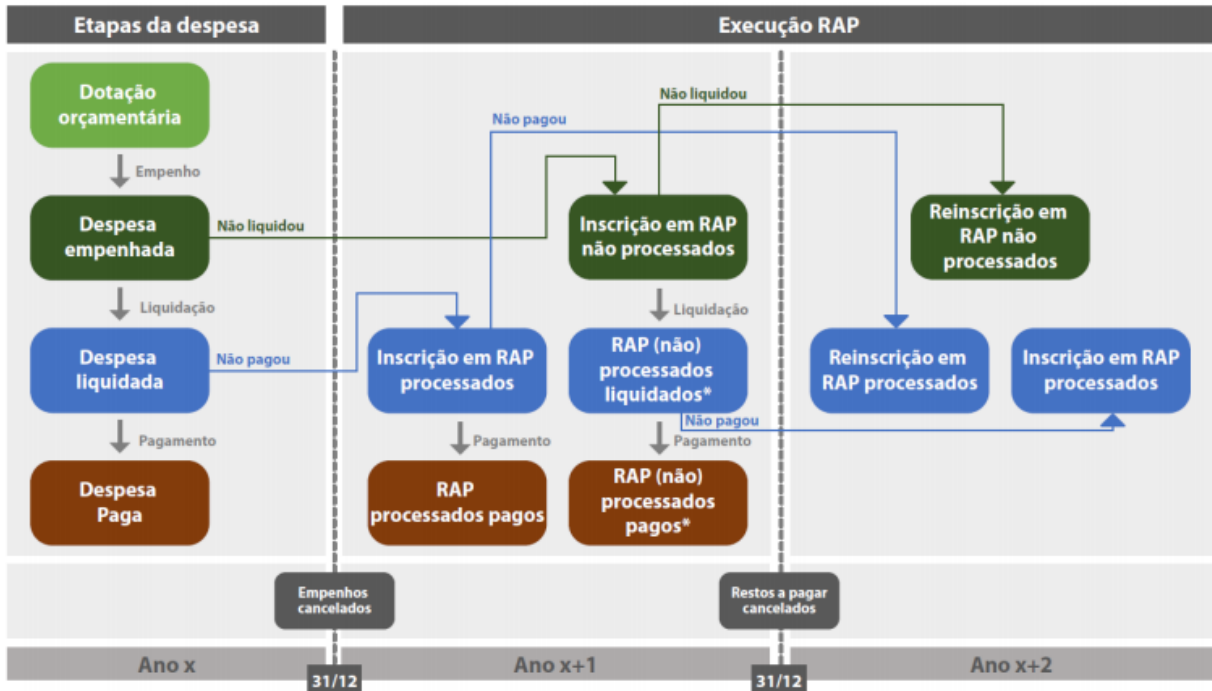 Etapas da despesa
Execução RAP
Dotação
orçamentária
Empenho
Despesa
empenhada
Não liquidou
Liquidação
Despesa
liquidada
Não pagou
Pagamento
Despesa
Paga
Não pagou
Não liquidou
Inscrição em RAP
não processados
Liquidação
Inscrição em RAP
processados
RAP (não)
processados
liquidados*
Não pagou
Pagamento
Pagamento
RAP
processados pagos
RAP (não)
processados
pagos*
Reinscrição em
RAP não
processados
Reinscrição em
RAP processados
Inscrição em RAP
processados
Empenhos
cancelados
Restos a pagar
cancelados
Ano x
31/12
Ano x+1
31/12
Ano x+2